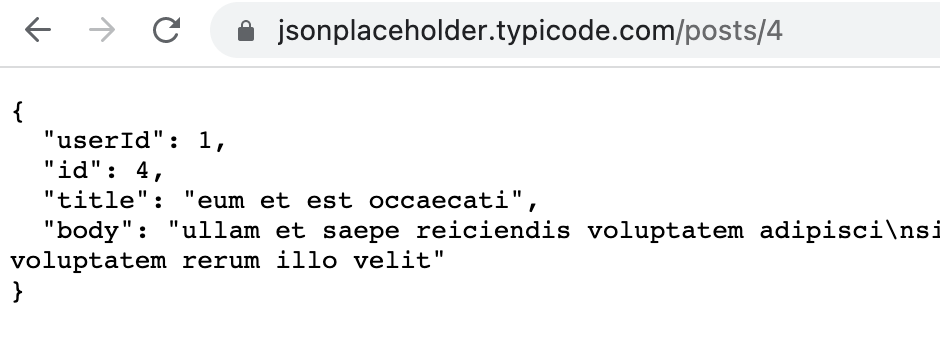 jsonplaceholder.typicode.com/posts/4
{
  "userId": 1,
  "id": 4,
  "title": "eum et est occaecati",
  "body": "ullam et saepe reiciendis voluptatem adipisci\nsi
voluptatem rerum illo velit"
}